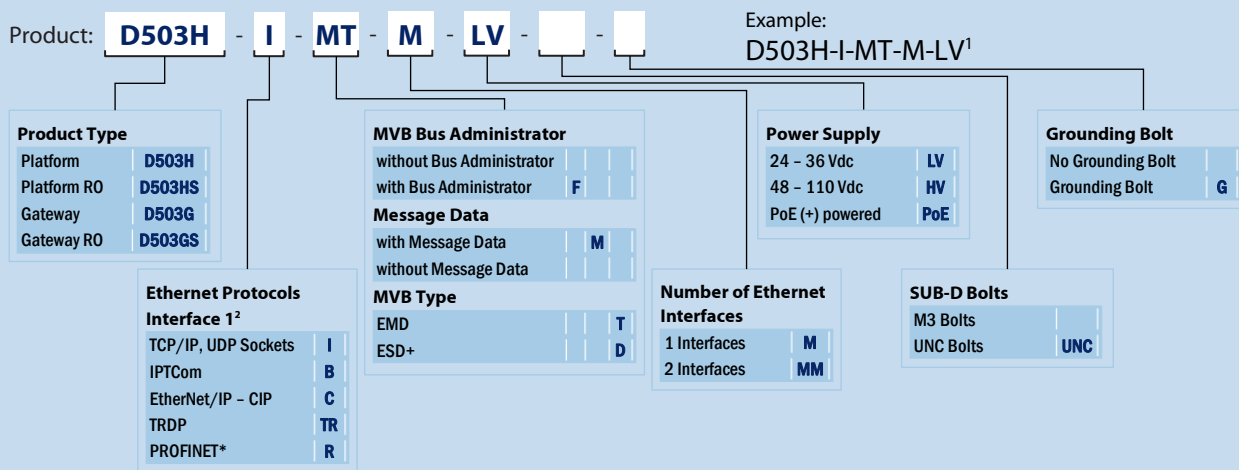 Product: D503H - I - MT - M - LV - -
Example:
D503H-I-MT-M-LV¹
Product Type
Platform D503H
Platform RO D503HS
Gateway D503G
Gateway RO D503GS
Ethernet Protocols
Interface 1²
TCP/IP, UDP Sockets I
IPTCom B
EtherNet/IP – CIP C
TRDP TR
PROFINET* R
MVB Bus Administrator
without Bus Administrator
with Bus Administrator F
Message Data
with Message Data M
without Message Data
MVB Type
EMD T
ESD+ D
Number of Ethernet
Interfaces
1 Interfaces M
2 Interfaces MM
Power Supply
24 – 36 Vdc LV
48 – 110 Vdc HV
PoE (+) powered PoE
SUB-D Bolts
M3 Bolts
UNC Bolts UNC
Grounding Bolt
No Grounding Bolt
Grounding Bolt G